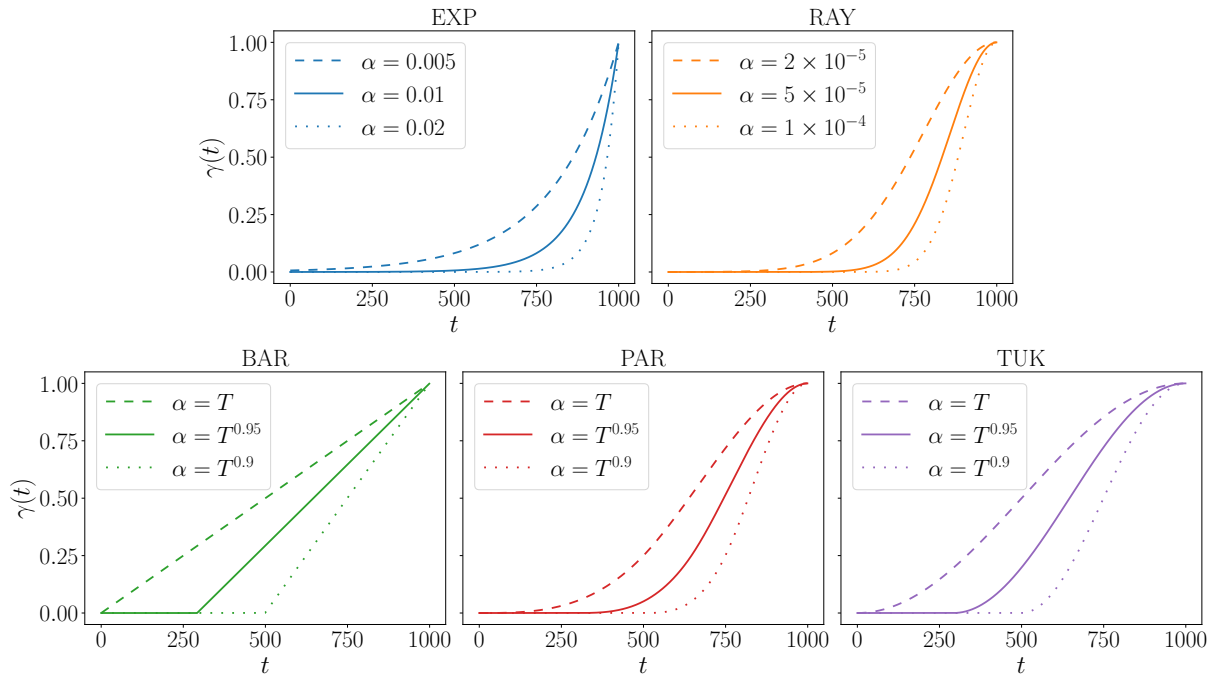 EXP
RAY
1.00
0.75
0.50
0.25
0.00
γ(t)
α = 0.005
α = 0.01
α = 0.02
α = 2 × 10⁻⁵
α = 5 × 10⁻⁵
α = 1 × 10⁻⁴
0 250 500 750 1000
t
0 250 500 750 1000
t
BAR
PAR
TUK
1.00
0.75
0.50
0.25
0.00
γ(t)
α = T
α = T^0.95
α = T^0.9
α = T
α = T^0.95
α = T^0.9
α = T
α = T^0.95
α = T^0.9
0 250 500 750 1000
t
0 250 500 750 1000
t
0 250 500 750 1000
t